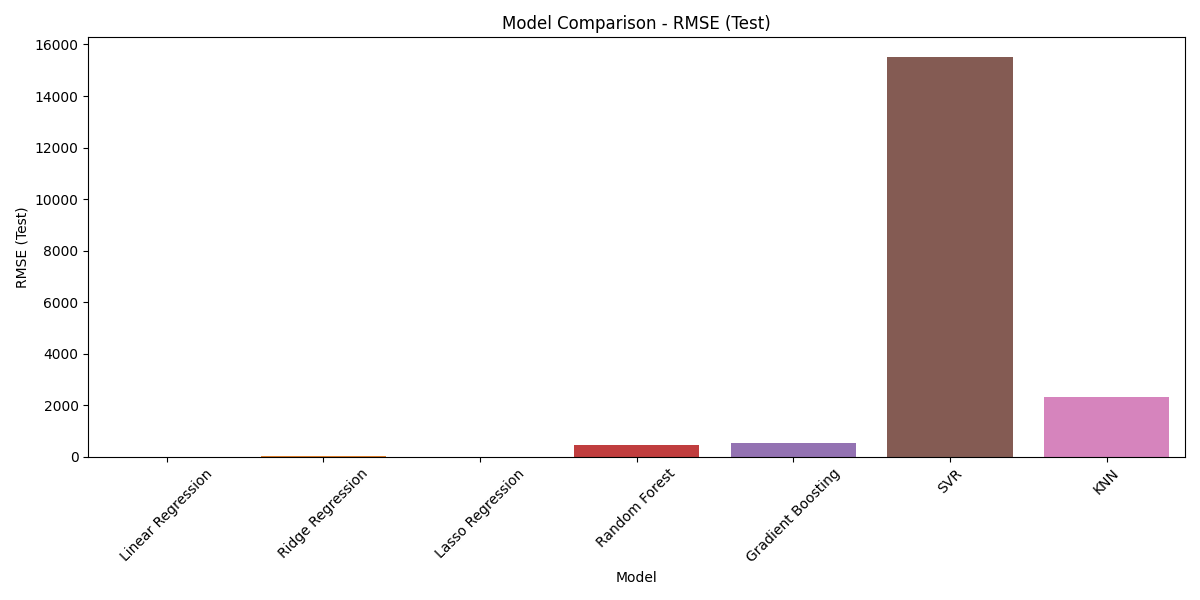 Model Comparison - RMSE (Test)
RMSE (Test)
16000
14000
12000
10000
8000
6000
4000
2000
0
Linear Regression
Ridge Regression
Lasso Regression
Random Forest
Gradient Boosting
SVR
KNN
Model